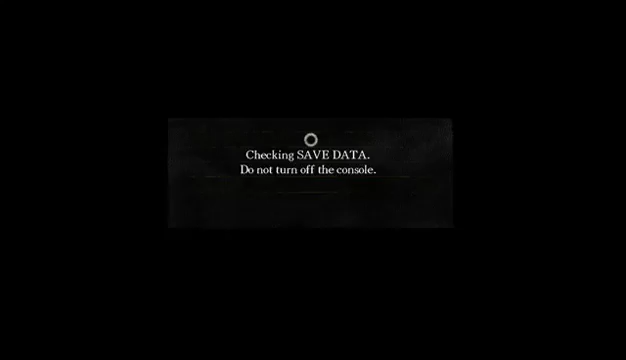 Checking SAVE DATA.
Do not turn off the console.